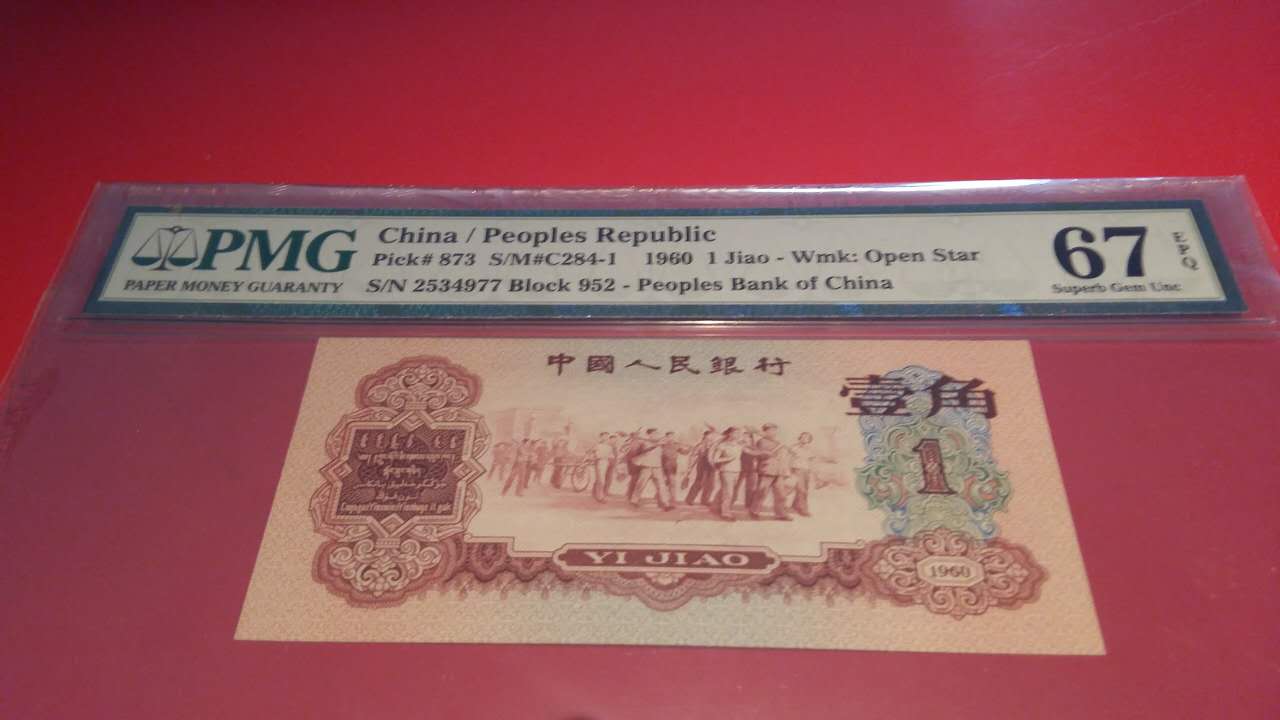 PMG
PAPER MONEY GUARANTY
China / Peoples Republic
Pick# 873 S/M#C284-1 1960 1 Jiao - Wmk: Open Star
S/N 2534977 Block 952 - Peoples Bank of China
67
EPQ
Superb Gem Unc
中國人民銀行
壹角
1
YI JIAO
1960